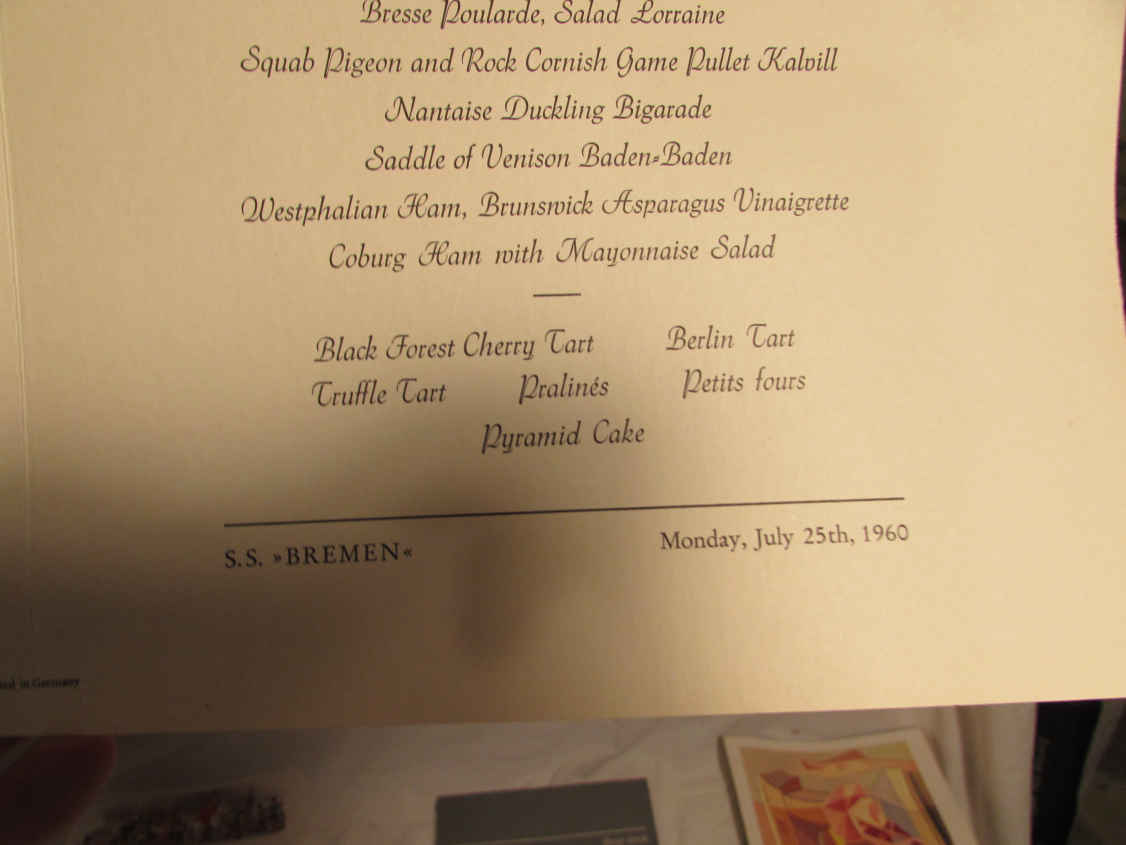 Bresse Poularde, Salad Lorraine
Squab Pigeon and Rock Cornish Game Pullet Kalvill
Nantaise Duckling Bigarade
Saddle of Venison Baden-Baden
Westphalian Ham, Brunswick Asparagus Vinaigrette
Coburg Ham with Mayonnaise Salad
Black Forest Cherry Tart Berlin Tart
Truffle Tart Pralinés Petits fours
Pyramid Cake
S.S. »BREMEN« Monday, July 25th, 1960
in Germany